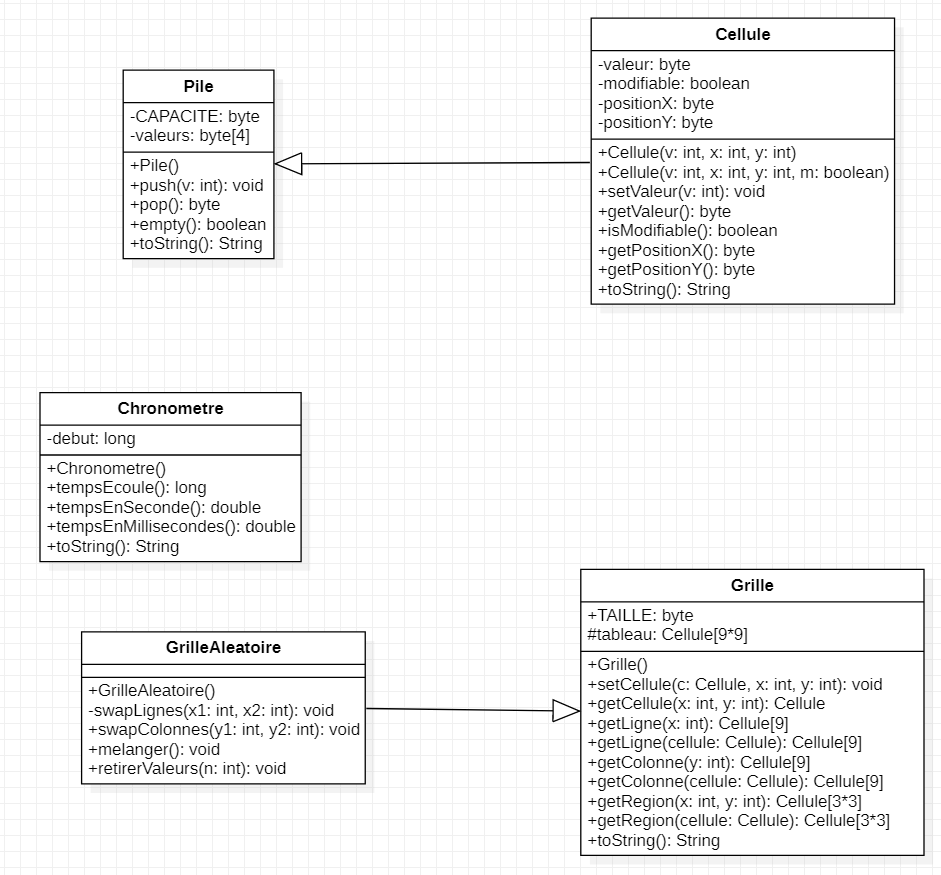 Pile
-CAPACITE: byte
-valeurs: byte[4]
+Pile()
+push(v: int): void
+pop(): byte
+empty(): boolean
+toString(): String
Cellule
-valeur: byte
-modifiable: boolean
-positionX: byte
-positionY: byte
+Cellule(v: int, x: int, y: int)
+Cellule(v: int, x: int, y: int, m: boolean)
+setValeur(v: int): void
+getValeur(): byte
+isModifiable(): boolean
+getPositionX(): byte
+getPositionY(): byte
+toString(): String
Chronometre
-debut: long
+Chronometre()
+tempsEcoule(): long
+tempsEnSeconde(): double
+tempsEnMillisecondes(): double
+toString(): String
GrilleAleatoire
+GrilleAleatoire()
-swapLignes(x1: int, x2: int): void
+swapColonnes(y1: int, y2: int): void
+melanger(): void
+retirerValeurs(n: int): void
Grille
+TAILLE: byte
#tableau: Cellule[9*9]
+Grille()
+setCellule(c: Cellule, x: int, y: int): void
+getCellule(x: int, y: int): Cellule
+getLigne(x: int): Cellule[9]
+getLigne(cellule: Cellule): Cellule[9]
+getColonne(y: int): Cellule[9]
+getColonne(cellule: Cellule): Cellule[9]
+getRegion(x: int, y: int): Cellule[3*3]
+getRegion(cellule: Cellule): Cellule[3*3]
+toString(): String